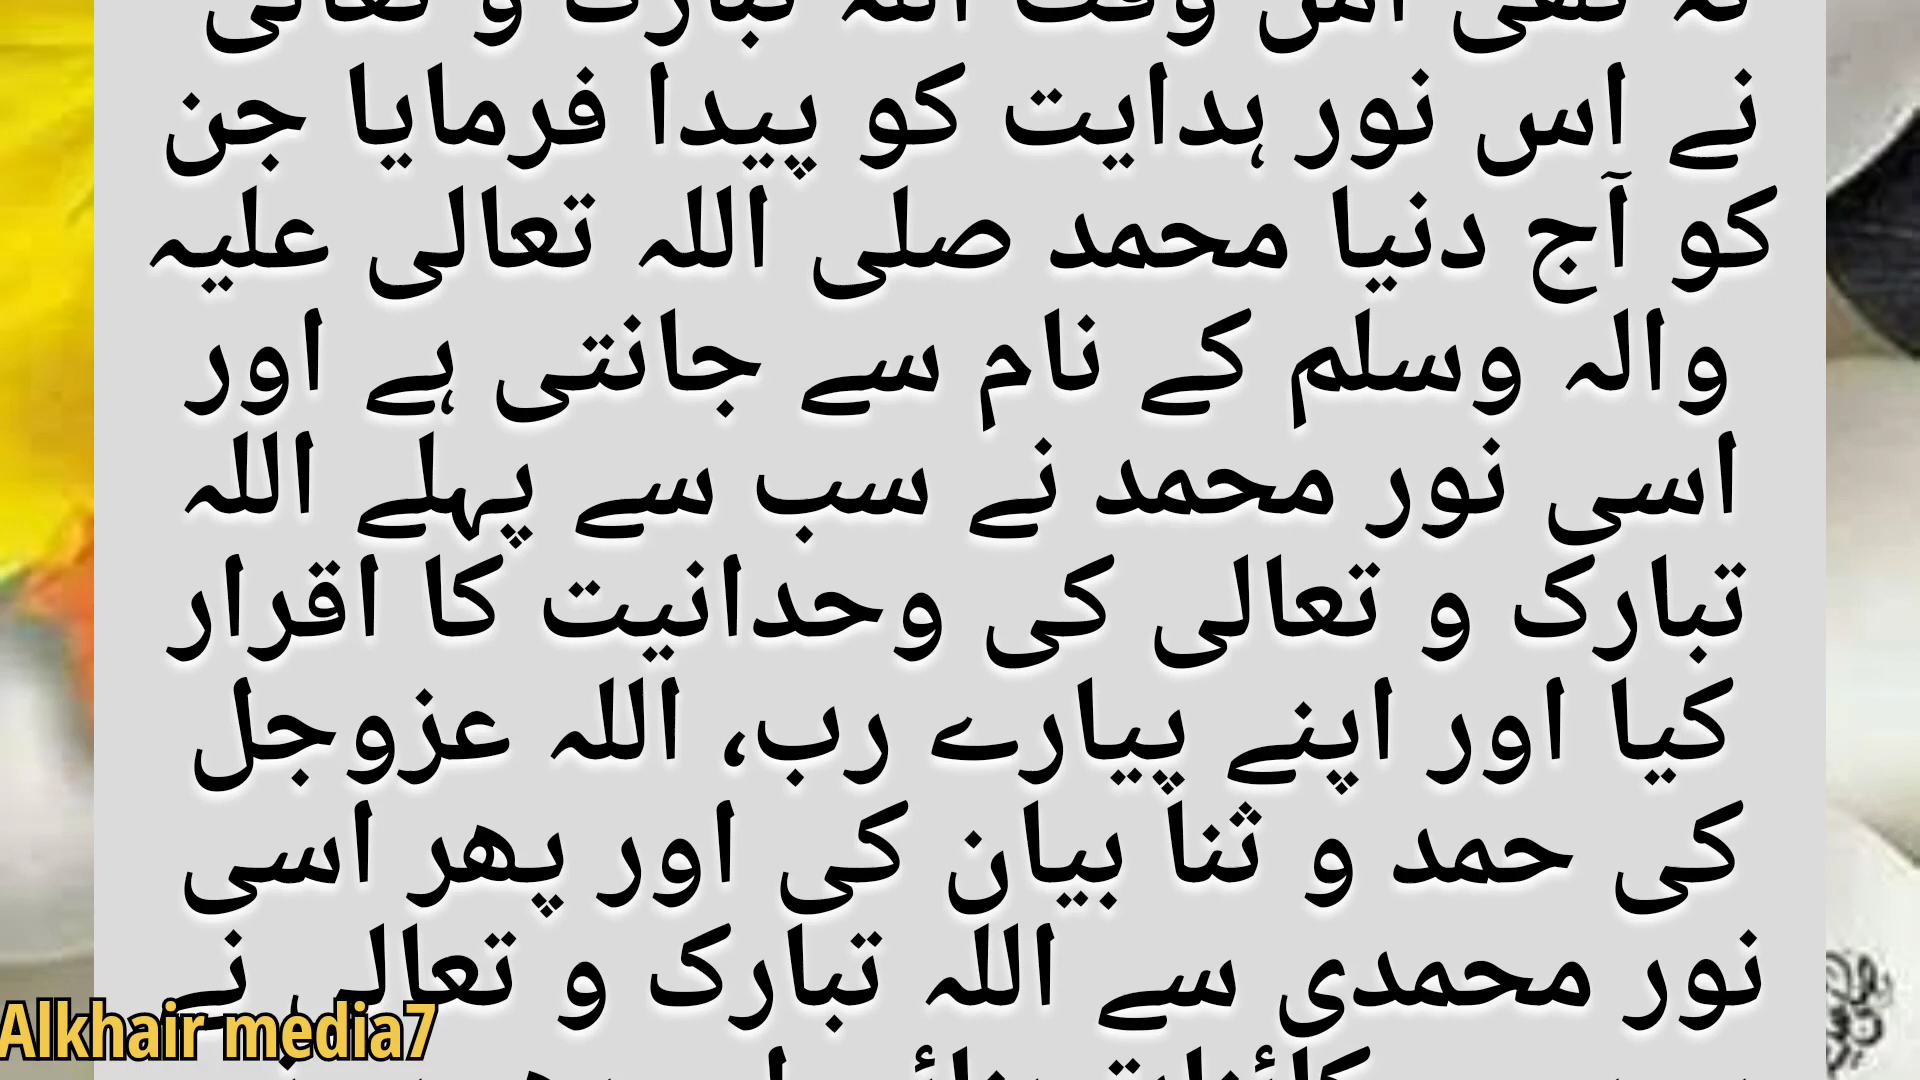 نے اس نور ہدایت کو پیدا فرمایا جن
کو آج دنیا محمد صلی اللہ تعالی علیہ
والہ وسلم کے نام سے جانتی ہے اور
اسی نور محمد نے سب سے پہلے اللہ
تبارک و تعالی کی وحدانیت کا اقرار
کیا اور اپنے پیارے رب، اللہ عزوجل
کی حمد و ثنا بیان کی اور پھر اسی
نور محمدی سے اللہ تبارک و تعالی نے
Alkhair media7